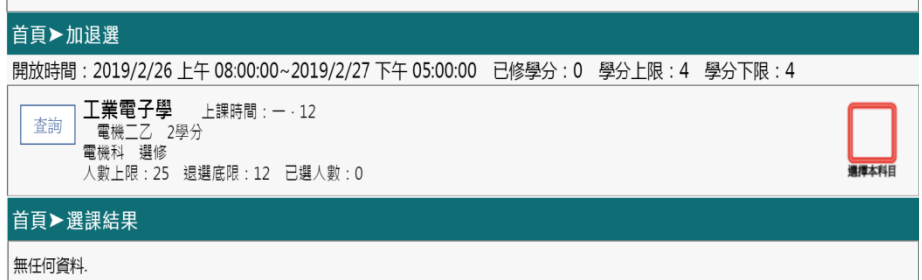 首頁➤加退選
開放時間：2019/2/26 上午 08:00:00~2019/2/27 下午 05:00:00 已修學分：0 學分上限：4 學分下限：4
查詢
工業電子學 上課時間：一 · 12
電機二乙 2學分
電機科 選修
人數上限：25 退選底限：12 已選人數：0
選擇本科目
首頁➤選課結果
無任何資料.